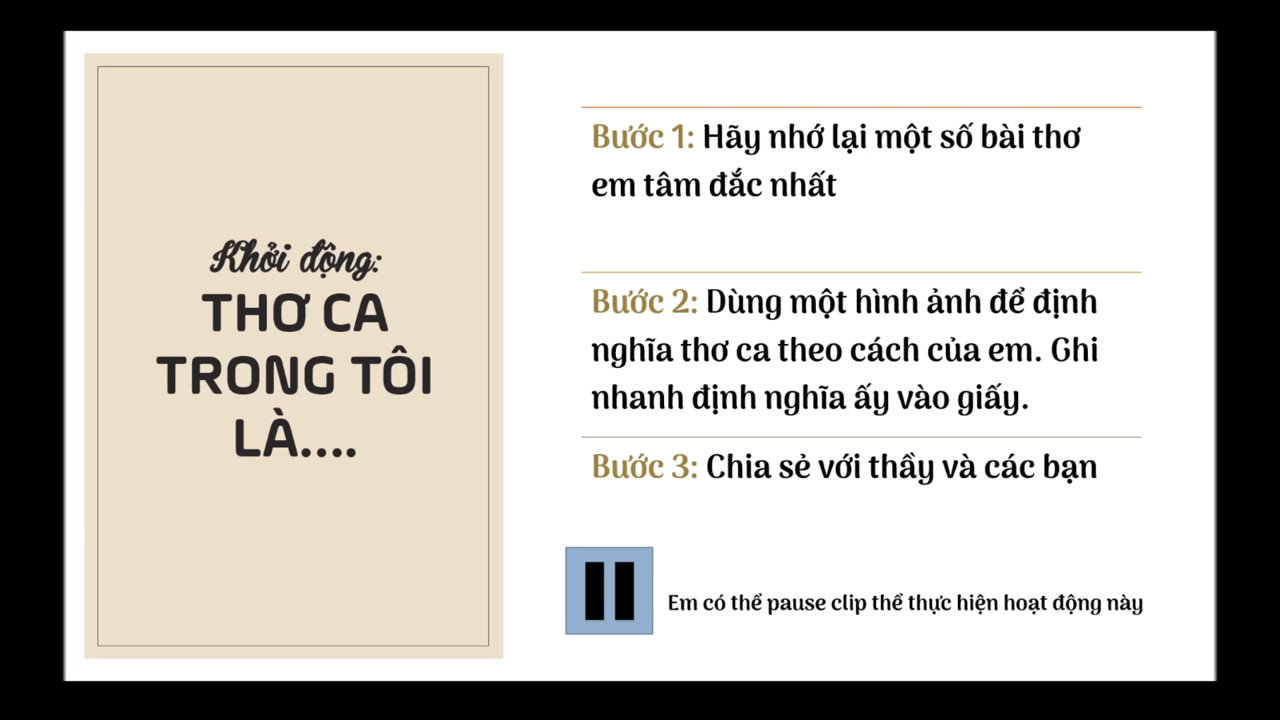 Khởi động:
THƠ CA
TRONG TÔI
LÀ....
Bước 1: Hãy nhớ lại một số bài thơ
em tâm đắc nhất
Bước 2: Dùng một hình ảnh để định
nghĩa thơ ca theo cách của em. Ghi
nhanh định nghĩa ấy vào giấy.
Bước 3: Chia sẻ với thầy và các bạn
Em có thể pause clip thể thực hiện hoạt động này